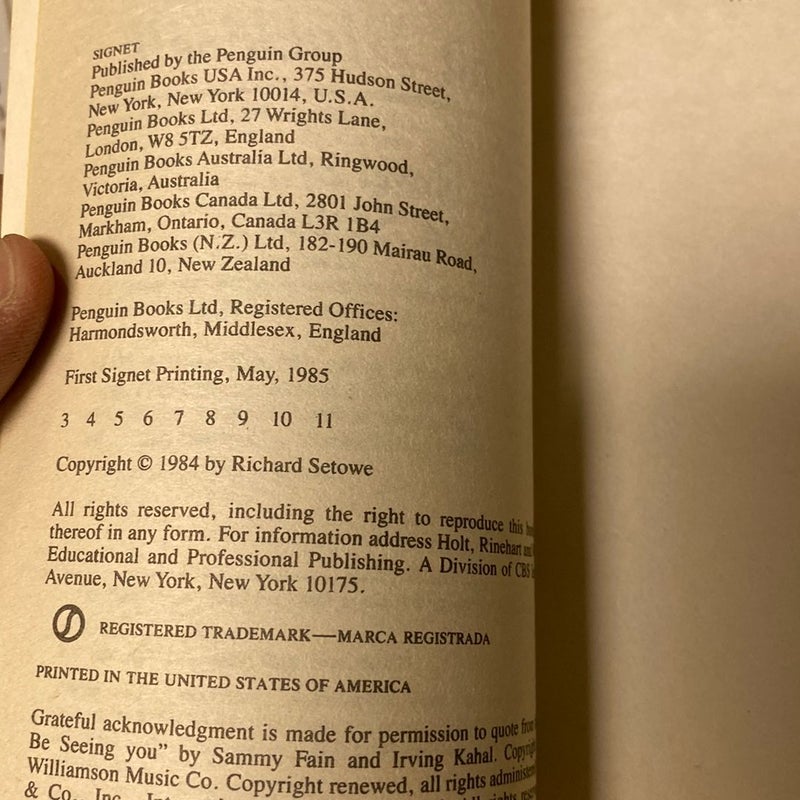 SIGNET
Published by the Penguin Group
Penguin Books USA Inc., 375 Hudson Street,
New York, New York 10014, U.S.A.
Penguin Books Ltd, 27 Wrights Lane,
London, W8 5TZ, England
Penguin Books Australia Ltd, Ringwood,
Victoria, Australia
Penguin Books Canada Ltd, 2801 John Street,
Markham, Ontario, Canada L3R 1B4
Penguin Books (N.Z.) Ltd, 182-190 Mairau Road,
Auckland 10, New Zealand
Penguin Books Ltd, Registered Offices:
Harmondsworth, Middlesex, England
First Signet Printing, May, 1985
3 4 5 6 7 8 9 10 11
Copyright © 1984 by Richard Setowe
All rights reserved, including the right to reproduce this
thereof in any form. For information address Holt, Rinehart and
Educational and Professional Publishing. A Division of CBS
Avenue, New York, New York 10175.
REGISTERED TRADEMARK—MARCA REGISTRADA
PRINTED IN THE UNITED STATES OF AMERICA
Grateful acknowledgment is made for permission to quote from
Be Seeing you” by Sammy Fain and Irving Kahal.
Williamson Music Co. Copyright renewed, all rights
& Co., Inc.,